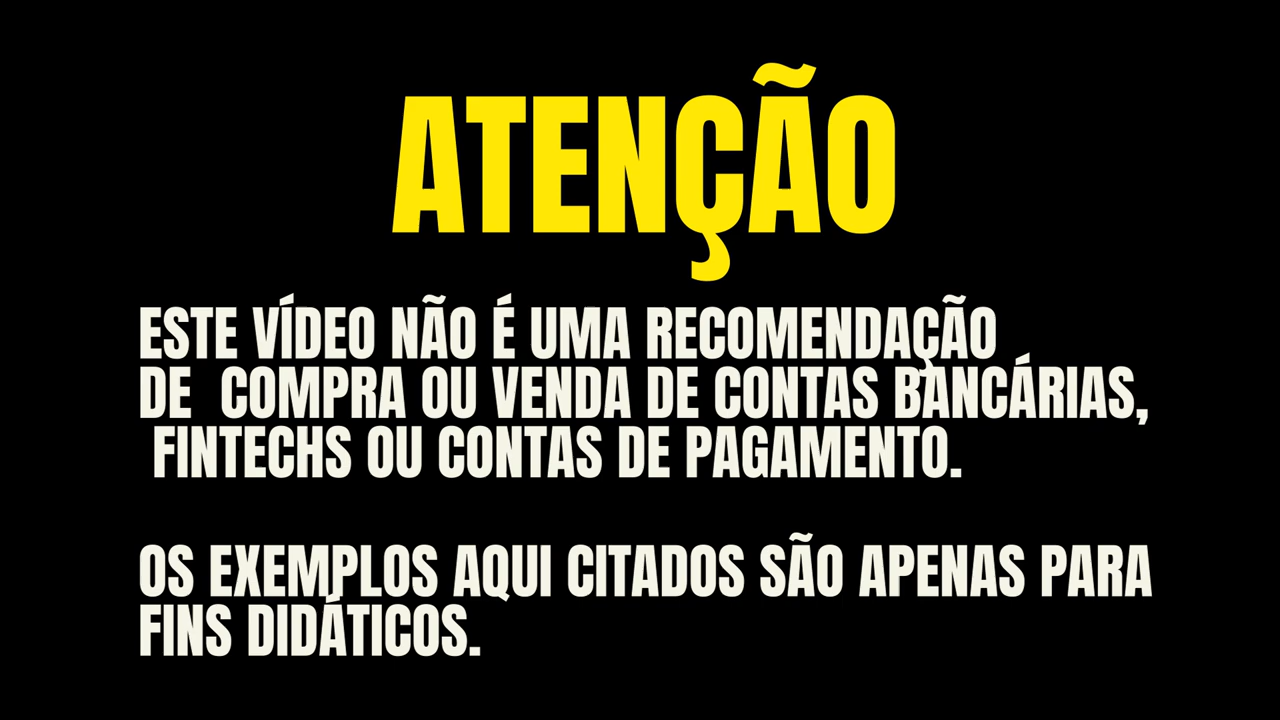 ATENÇÃO
ESTE VÍDEO NÃO É UMA RECOMENDAÇÃO
DE COMPRA OU VENDA DE CONTAS BANCÁRIAS,
FINTECHS OU CONTAS DE PAGAMENTO.
OS EXEMPLOS AQUI CITADOS SÃO APENAS PARA
FINS DIDÁTICOS.